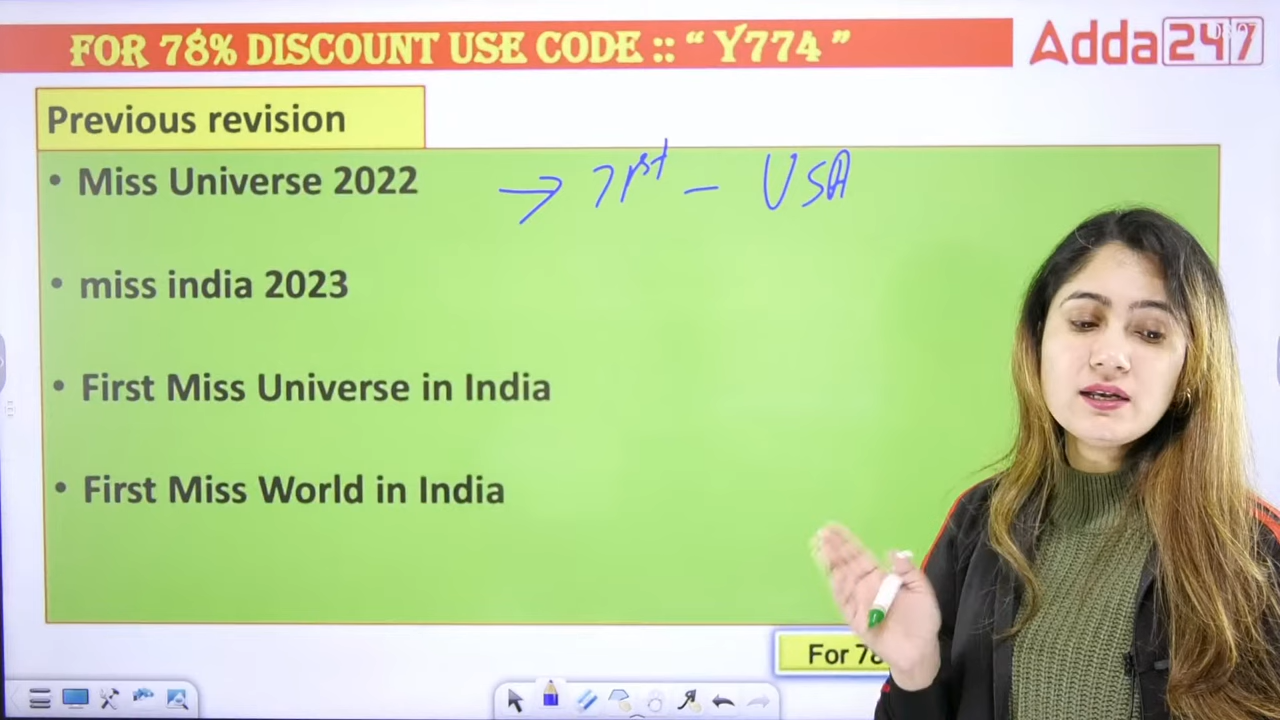 FOR 78% DISCOUNT USE CODE :: “ Y774 ”
Adda247
Previous revision
• Miss Universe 2022 → 71st – USA
• miss india 2023
• First Miss Universe in India
• First Miss World in India
For 78